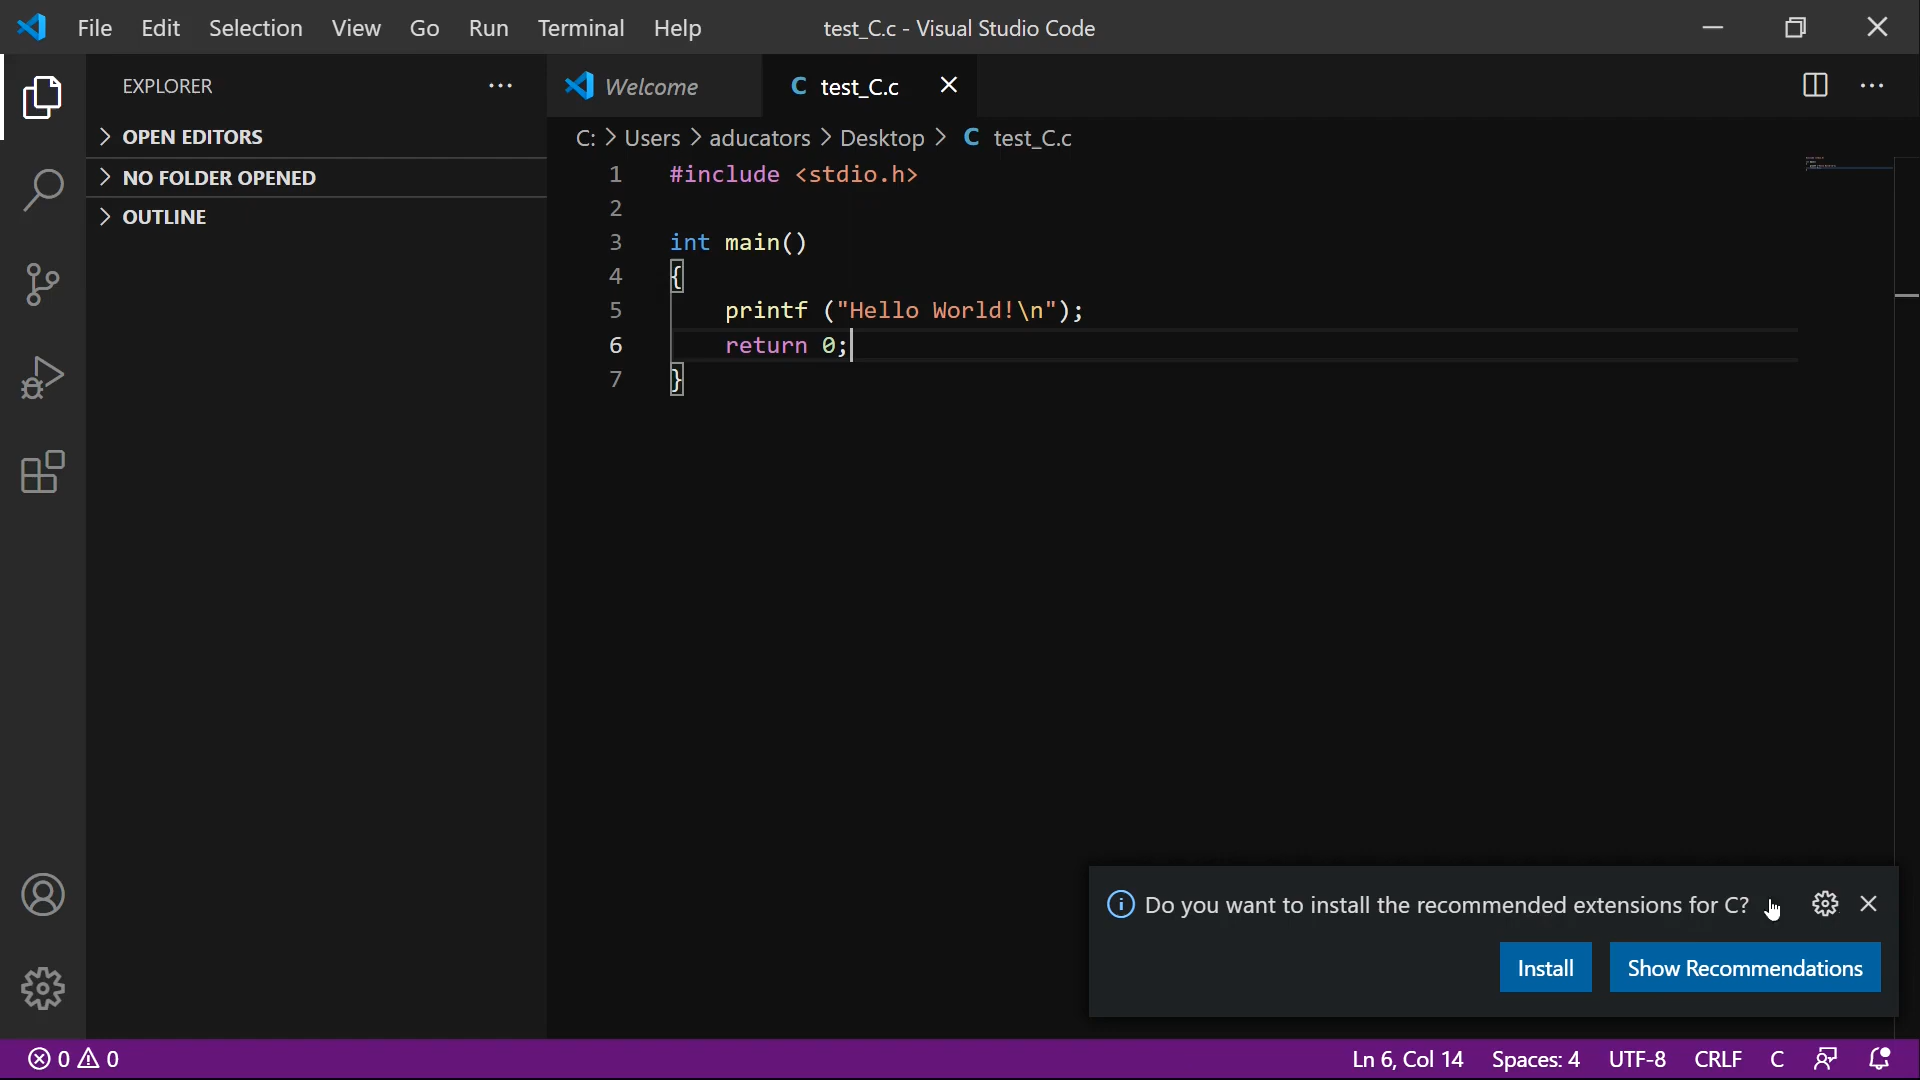 File Edit Selection View Go Run Terminal Help test_C.c - Visual Studio Code
EXPLORER
OPEN EDITORS
NO FOLDER OPENED
OUTLINE
Welcome C test_C.c
C: > Users > aducators > Desktop > C test_C.c
1 #include <stdio.h>
2
3 int main()
4 {
5 printf ("Hello World!\n");
6 return 0;
7 }
Do you want to install the recommended extensions for C?
Install Show Recommendations
0 0 Ln 6, Col 14 Spaces: 4 UTF-8 CRLF C